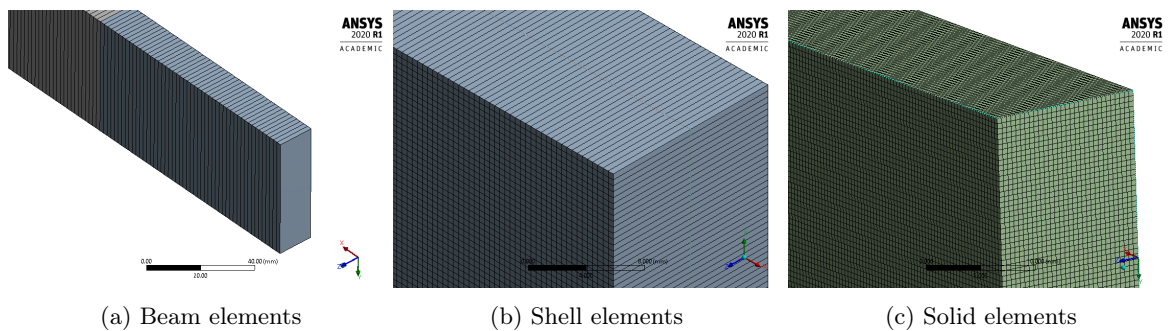 ANSYS
2020 R1
ACADEMIC
0.00
40.00 (mm)
20.00
X
Z
Y
(a) Beam elements
ANSYS
2020 R1
ACADEMIC
(b) Shell elements
ANSYS
2020 R1
ACADEMIC
(c) Solid elements